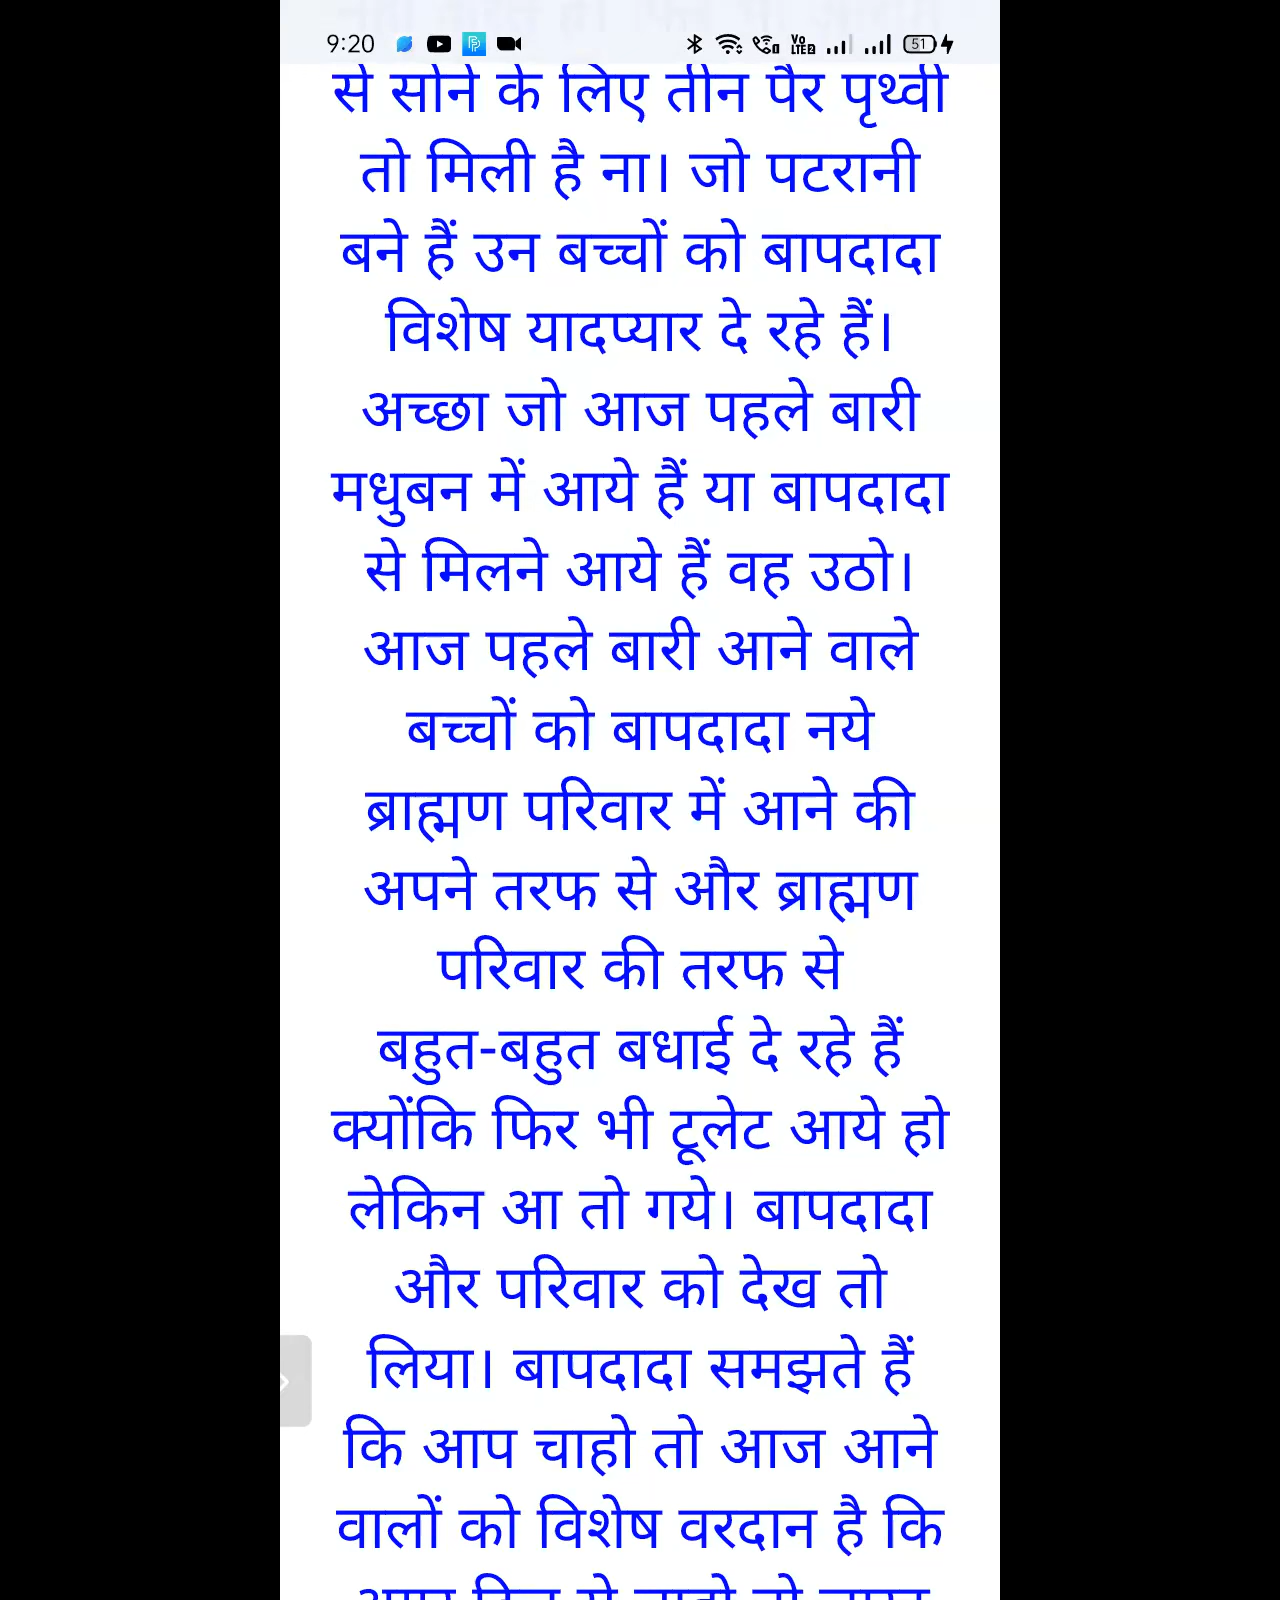 9:20
51
से सोने के लिए तीन पैर पृथ्वी
तो मिली है ना। जो पटरानी
बने हैं उन बच्चों को बापदादा
विशेष यादप्यार दे रहे हैं।
अच्छा जो आज पहले बारी
मधुबन में आये हैं या बापदादा
से मिलने आये हैं वह उठो।
आज पहले बारी आने वाले
बच्चों को बापदादा नये
ब्राह्मण परिवार में आने की
अपने तरफ से और ब्राह्मण
परिवार की तरफ से
बहुत-बहुत बधाई दे रहे हैं
क्योंकि फिर भी टूलेट आये हो
लेकिन आ तो गये। बापदादा
और परिवार को देख तो
लिया। बापदादा समझते हैं
कि आप चाहो तो आज आने
वालों को विशेष वरदान है कि